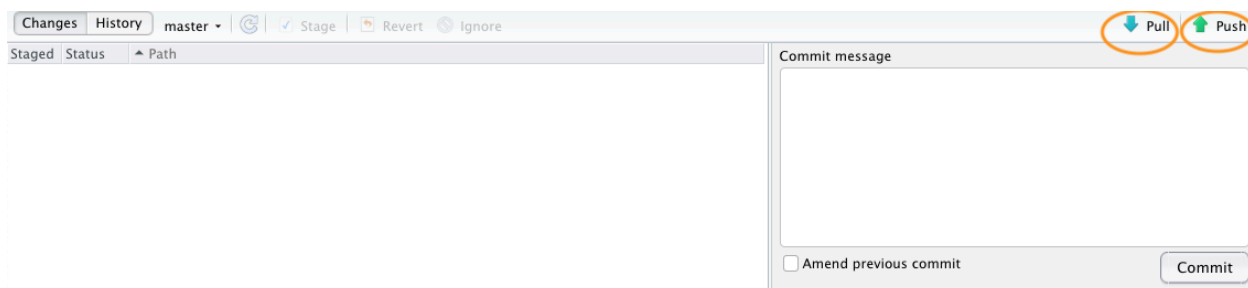 Changes History master Stage Revert Ignore Pull Push
Staged Status Path
Commit message
Amend previous commit
Commit